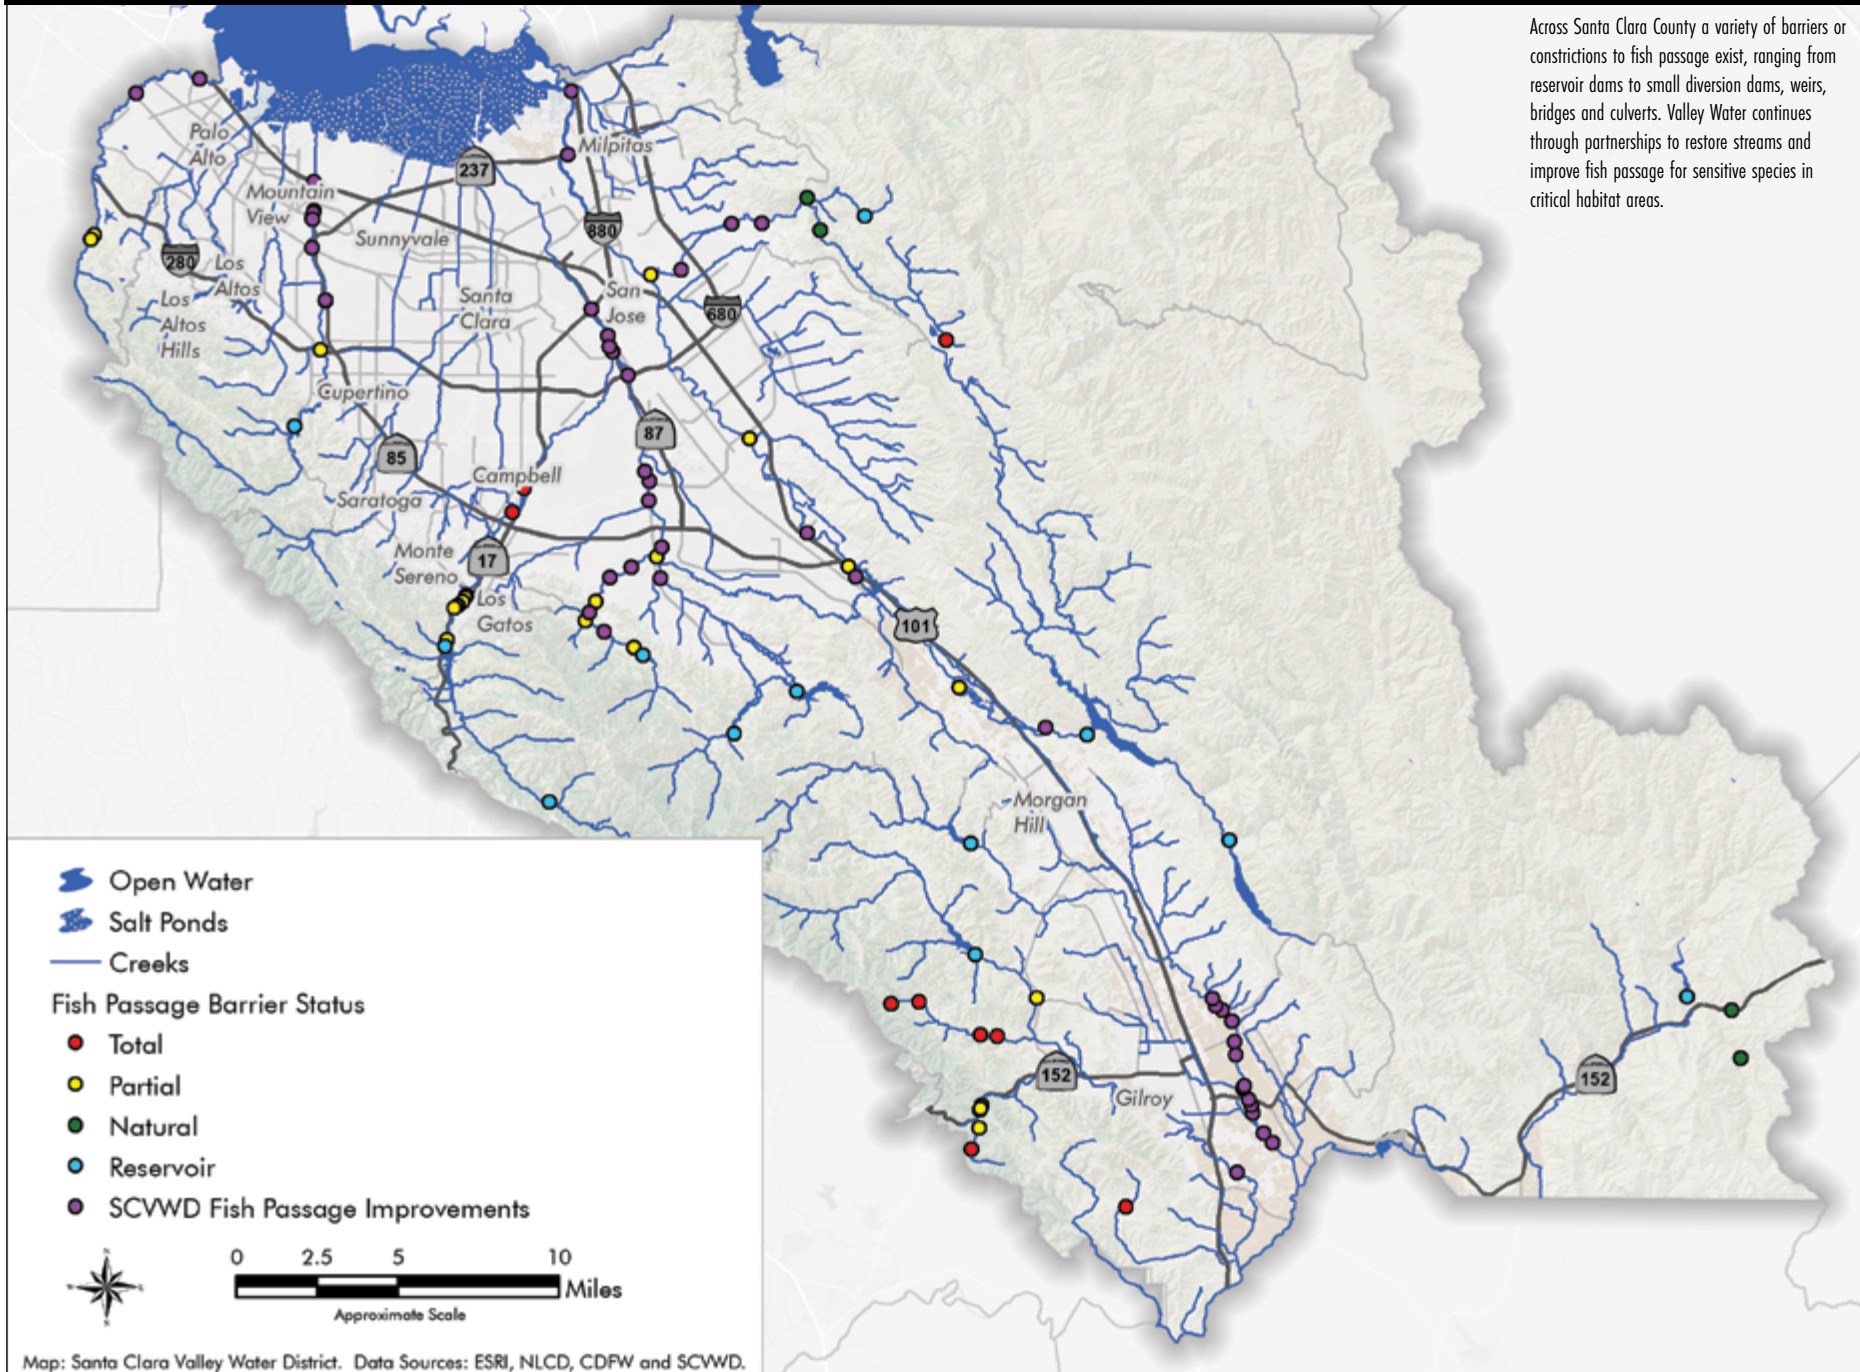 Across Santa Clara County a variety of barriers or
constrictions to fish passage exist, ranging from
reservoir dams to small diversion dams, weirs,
bridges and culverts. Valley Water continues
through partnerships to restore streams and
improve fish passage for sensitive species in
critical habitat areas.
Palo
Alto
Milpitas
237
Mountain
View
880
Sunnyvale
280
Los
Altos
Los
Altos
Hills
Santa
Clara
San
Jose
680
Cupertino
87
85
Campbell
Saratoga
Monte
Sereno
17
Los
Gatos
101
Morgan
Hill
152
Gilroy
152
Open Water
Salt Ponds
Creeks
Fish Passage Barrier Status
Total
Partial
Natural
Reservoir
SCVWD Fish Passage Improvements
N
W
E
S
0 2.5 5 10
Miles
Approximate Scale
Map: Santa Clara Valley Water District. Data Sources: ESRI, NLCD, CDFW and SCVWD.